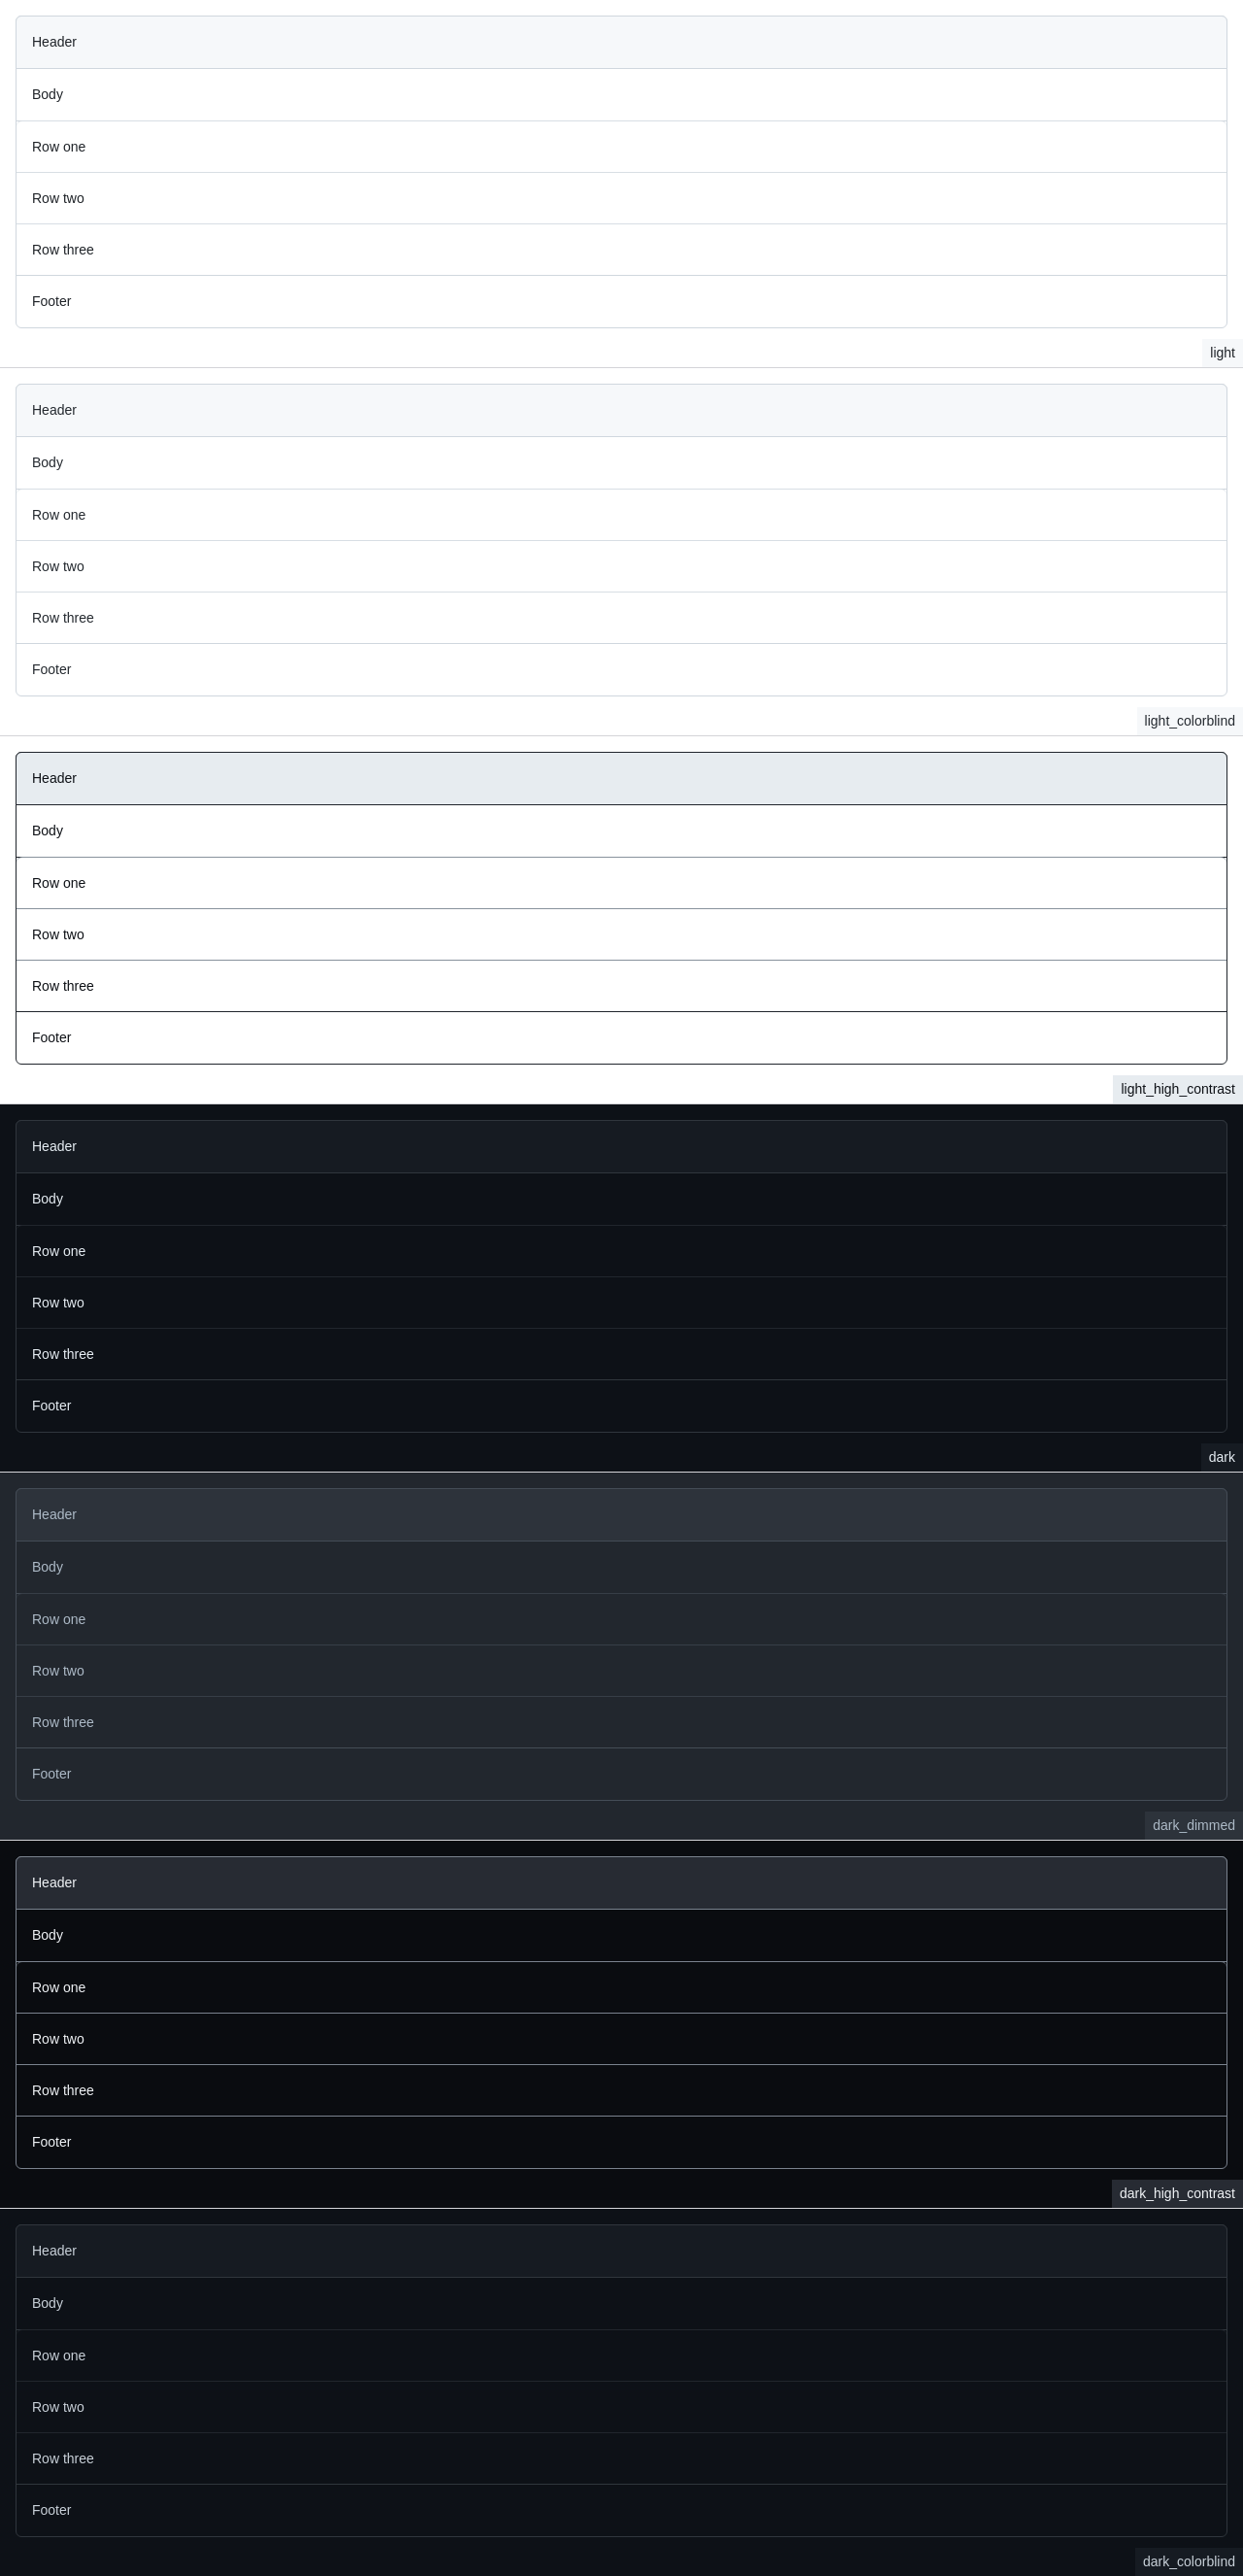 Header
Body
Row one
Row two
Row three
Footer
light
Header
Body
Row one
Row two
Row three
Footer
light_colorblind
Header
Body
Row one
Row two
Row three
Footer
light_high_contrast
Header
Body
Row one
Row two
Row three
Footer
dark
Header
Body
Row one
Row two
Row three
Footer
dark_dimmed
Header
Body
Row one
Row two
Row three
Footer
dark_high_contrast
Header
Body
Row one
Row two
Row three
Footer
dark_colorblind